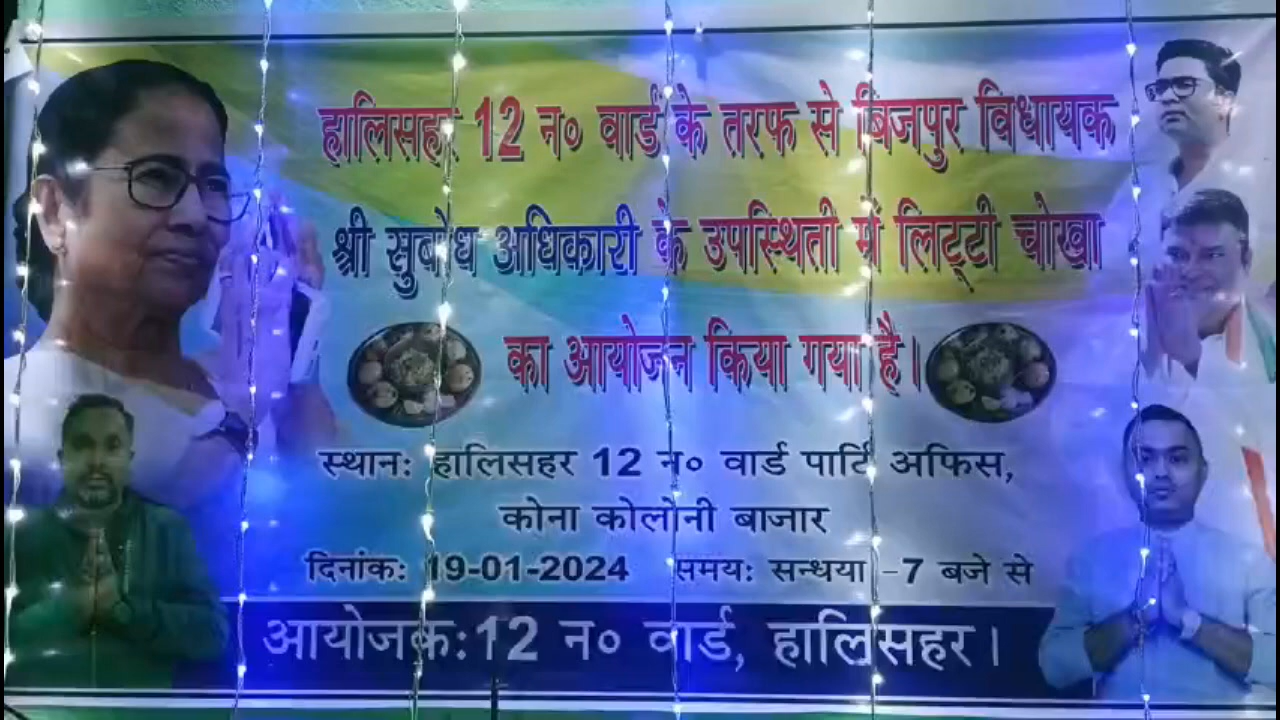 हालिसहर 12 न० वार्ड के तरफ से बिजपुर विधायक
श्री सुबोध अधिकारी के उपस्थिती में लिट्टी चोखा
का आयोजन किया गया है।
स्थान: हालिसहर 12 न० वार्ड पार्टि अफिस,
कोना कोलोनी बाजार
दिनांक: 19-01-2024 समय: सन्धया -7 बजे से
आयोजक:12 न० वार्ड, हालिसहर।